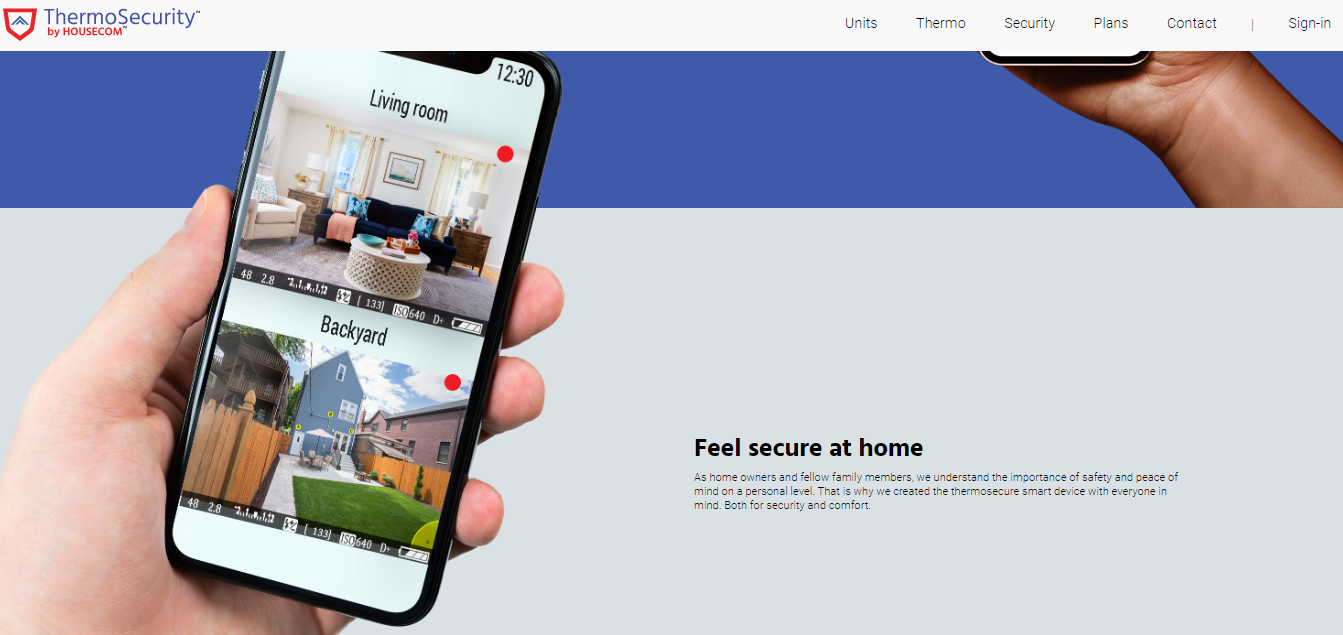 ThermoSecurity™
by HOUSECOM™
Units Thermo Security Plans Contact | Sign-in
12:30
Living room
48 2.8 [ 133] ISO640 D+
Backyard
48 2.8 [ 133] ISO640 D+
Feel secure at home
As home owners and fellow family members, we understand the importance of safety and peace of
mind on a personal level. That is why we created the thermosecure smart device with everyone in
mind. Both for security and comfort.